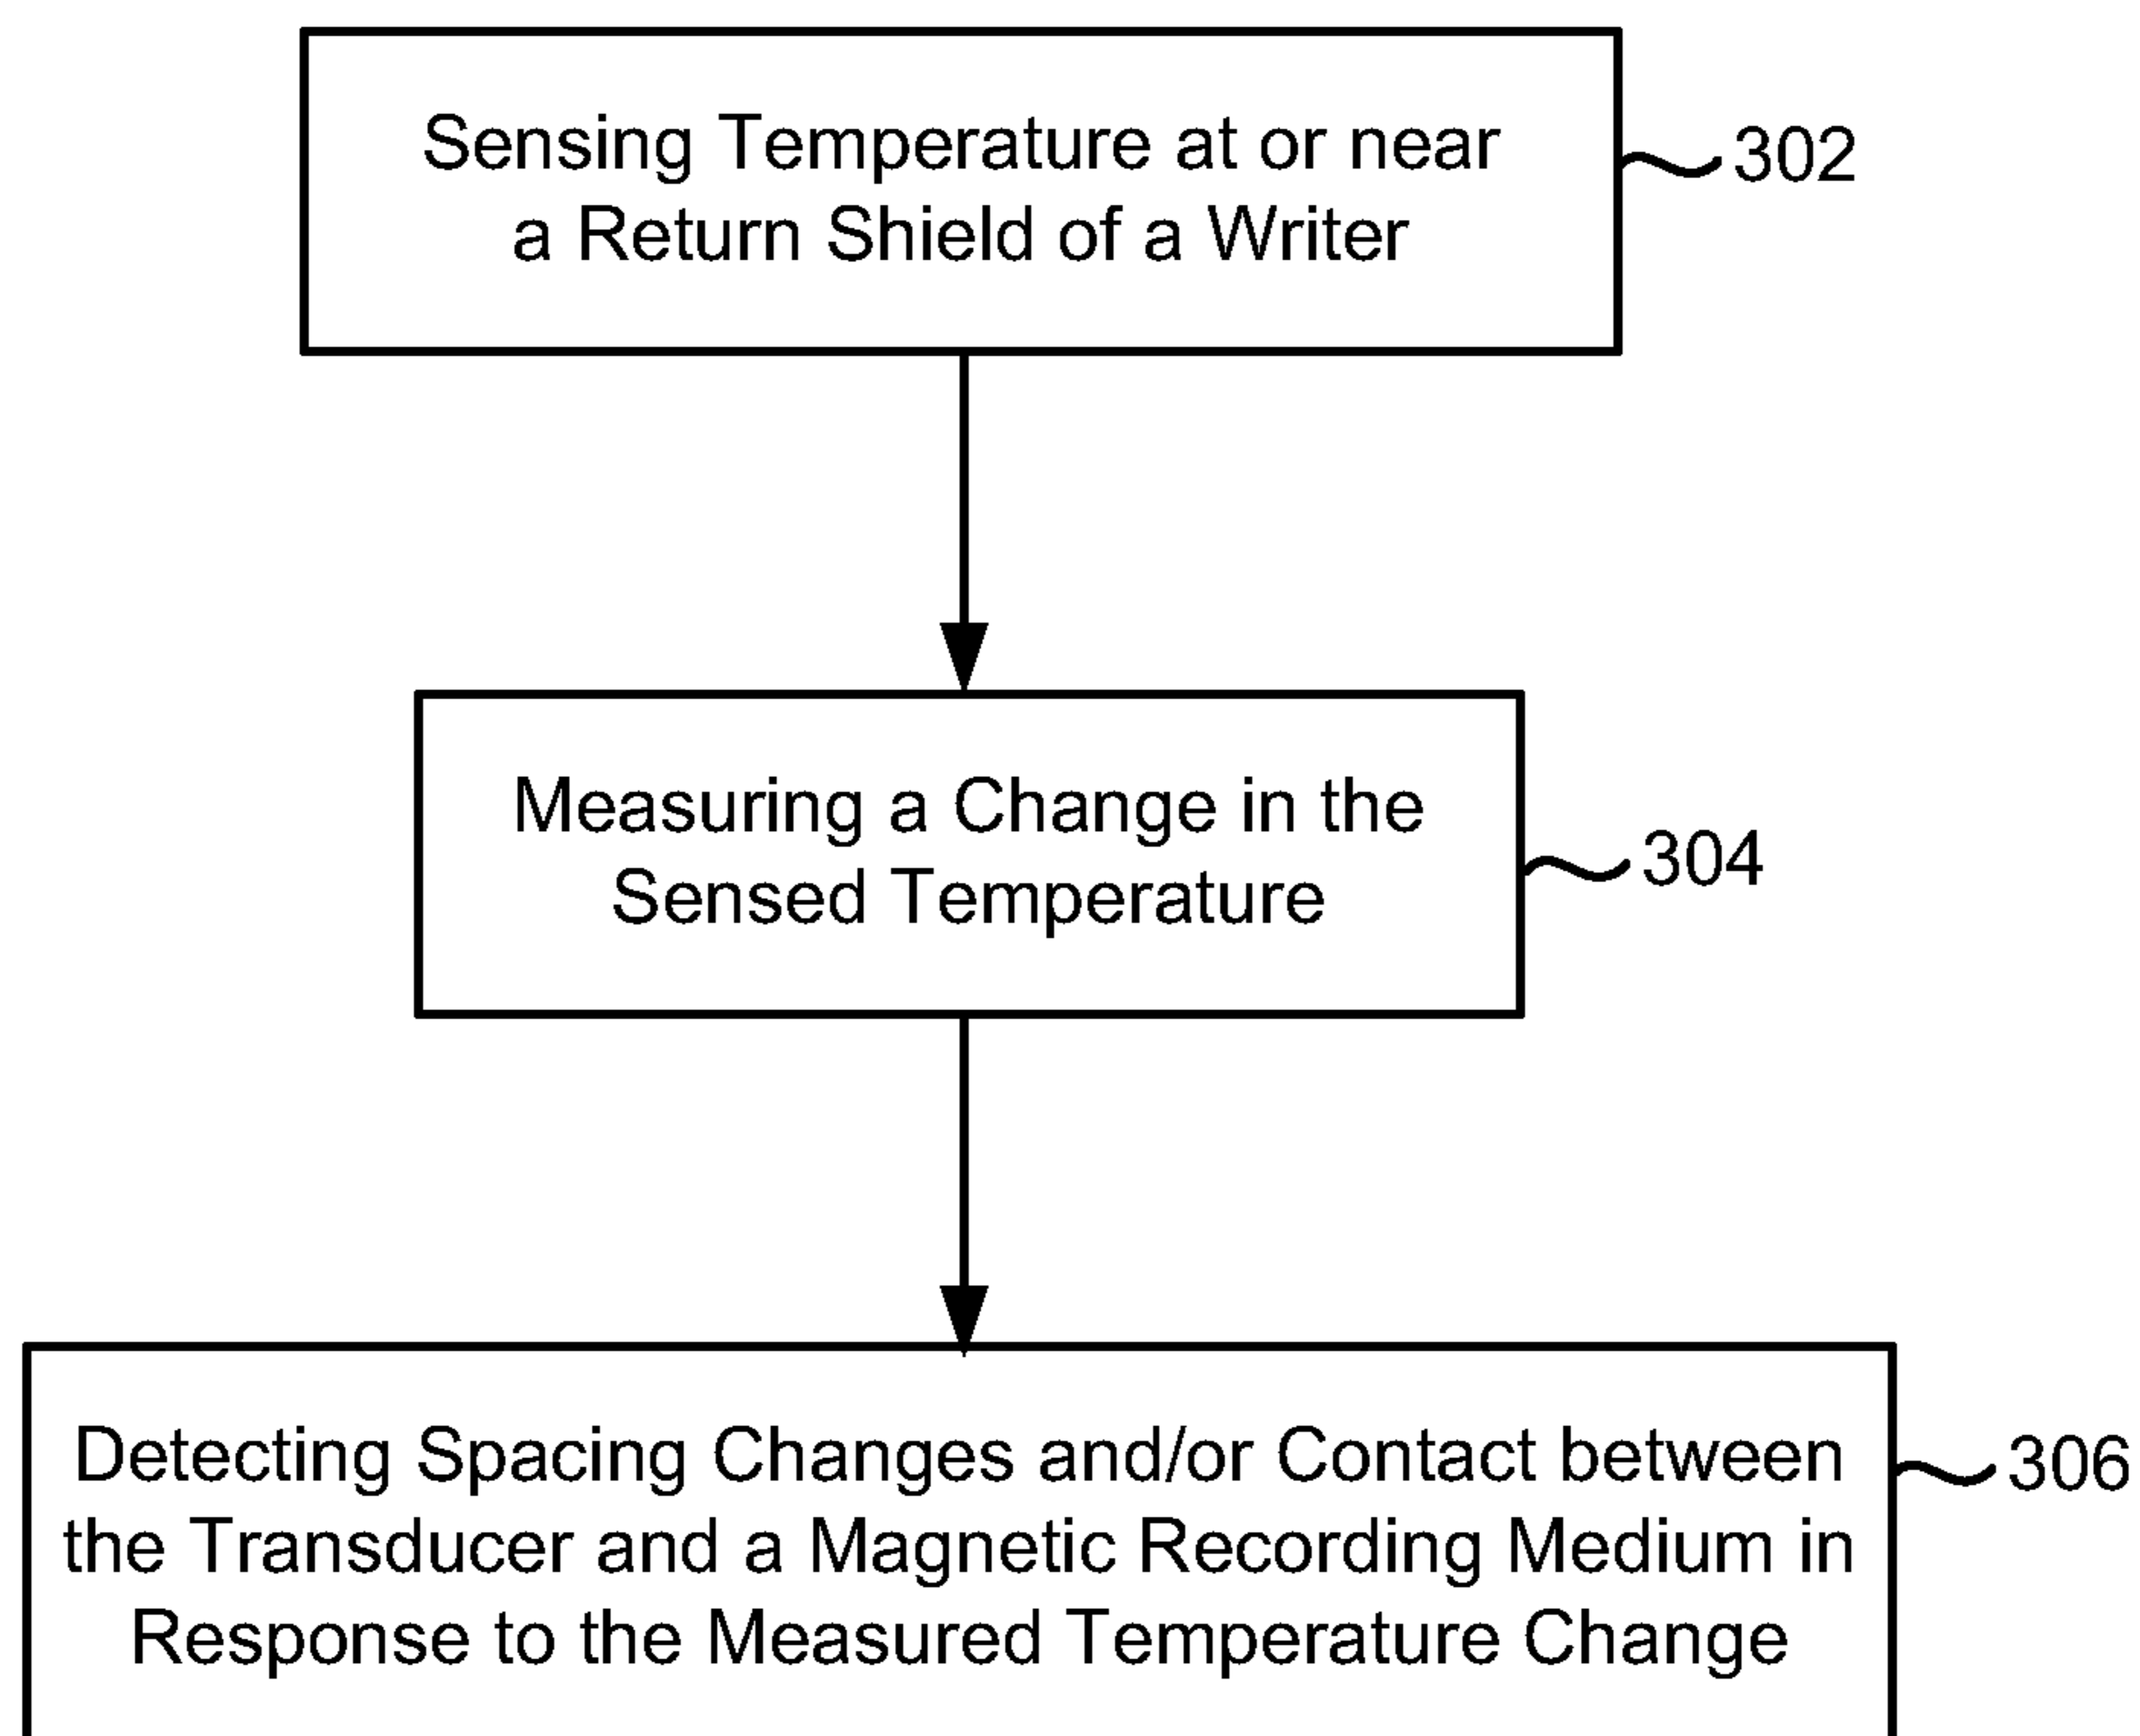 Sensing Temperature at or near
a Return Shield of a Writer
302
Measuring a Change in the
Sensed Temperature
304
Detecting Spacing Changes and/or Contact between
the Transducer and a Magnetic Recording Medium in
Response to the Measured Temperature Change
306